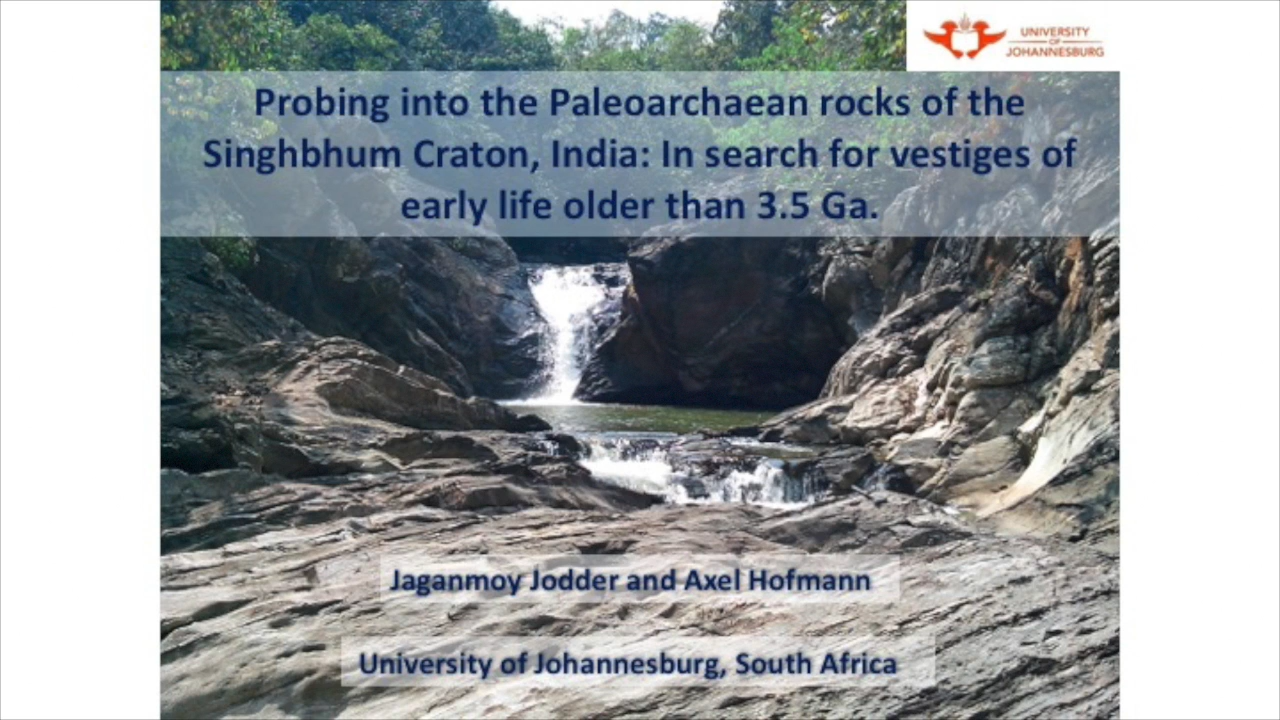 UNIVERSITY
OF
JOHANNESBURG
Probing into the Paleoarchaean rocks of the
Singhbhum Craton, India: In search for vestiges of
early life older than 3.5 Ga.
Jaganmoy Jodder and Axel Hofmann
University of Johannesburg, South Africa